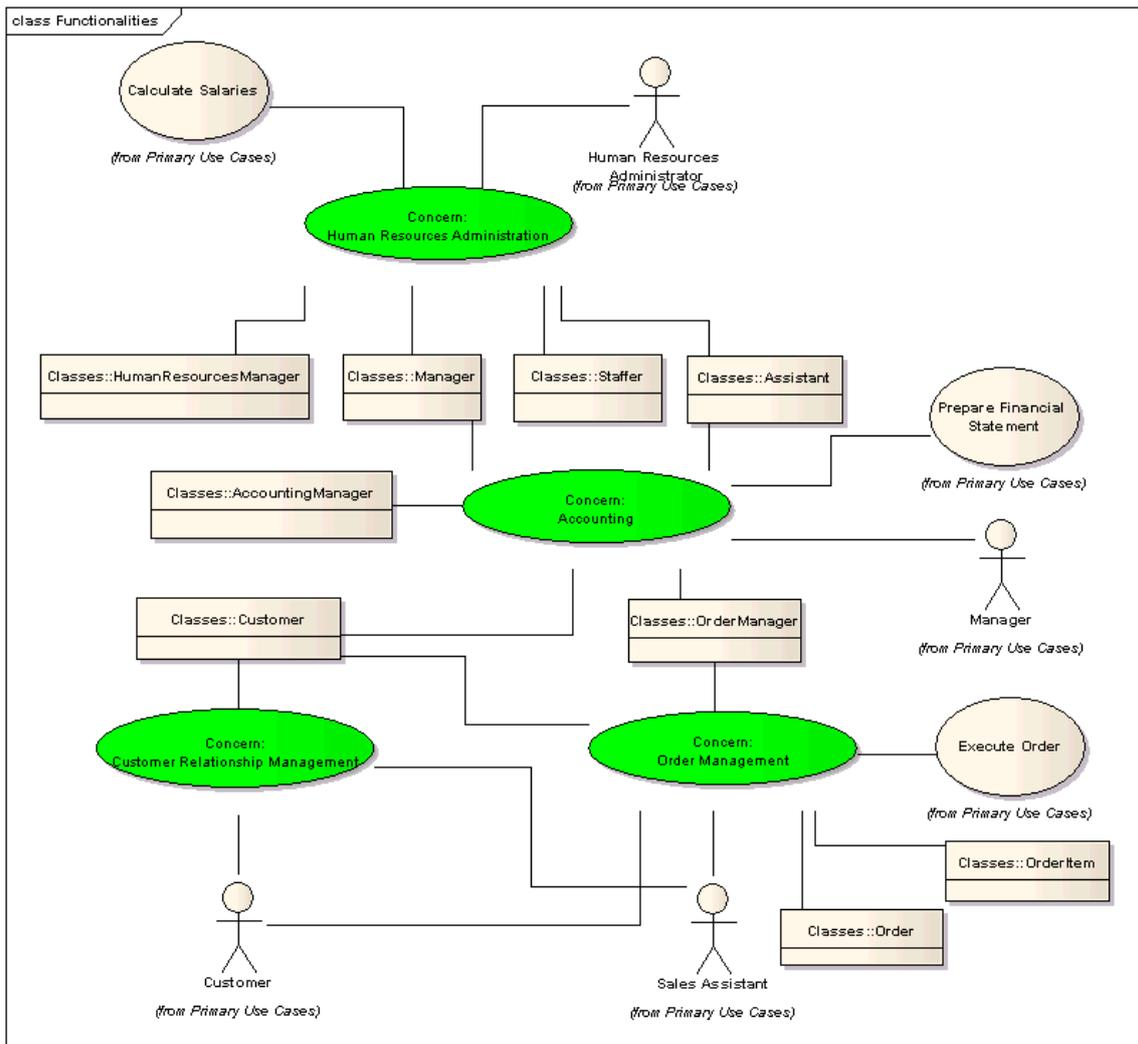 class Functionalities
Calculate Salaries
(from Primary Use Cases)
Human Resources
Administrator
(from Primary Use Cases)
Concern:
Human Resources Administration
Classes::HumanResourcesManager
Classes::Manager
Classes::Staffer
Classes::Assistant
Prepare Financial
Statement
(from Primary Use Cases)
Classes::AccountingManager
Concern:
Accounting
Manager
(from Primary Use Cases)
Classes::Customer
Classes::OrderManager
Concern:
Customer Relationship Management
Concern:
Order Management
Execute Order
(from Primary Use Cases)
Classes::OrderItem
Classes::Order
Customer
(from Primary Use Cases)
Sales Assistant
(from Primary Use Cases)